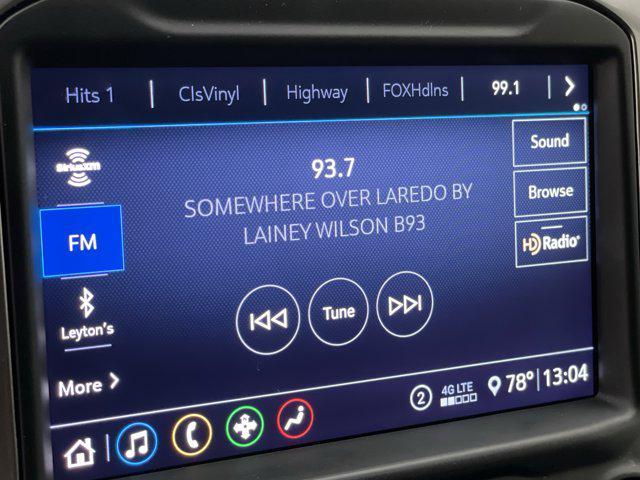 Hits 1 | ClsVinyl | Highway | FOXHdlns | 99.1 | >
SiriusXM
FM
Leyton's
More >
93.7
SOMEWHERE OVER LAREDO BY
LAINEY WILSON B93
Tune
Sound
Browse
HD Radio
2 4G LTE 78° | 13:04